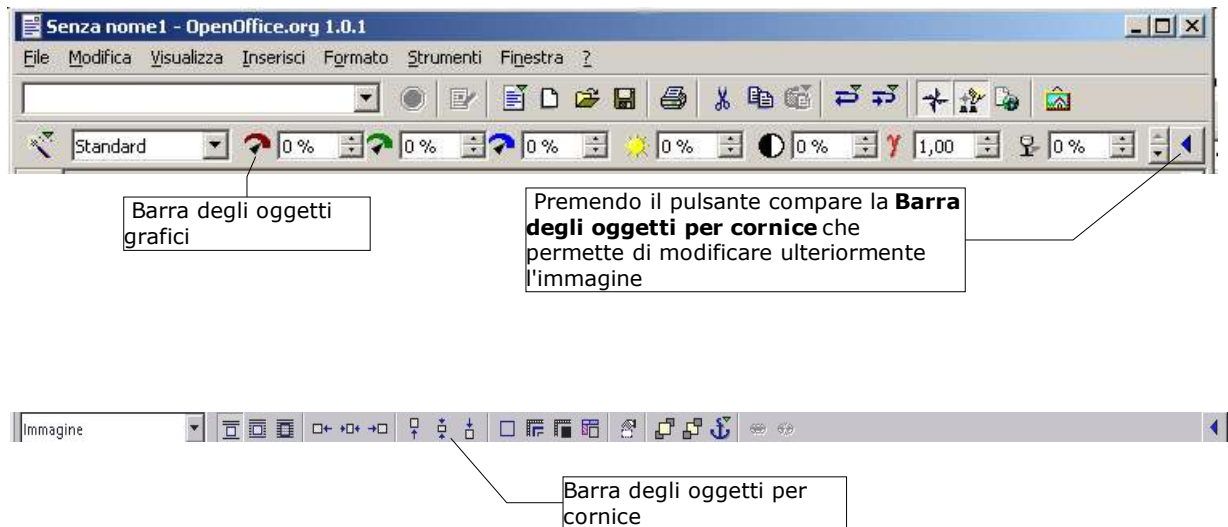 Senza nome1 - OpenOffice.org 1.0.1
File Modifica Visualizza Inserisci Formato Strumenti Finestra ?
Standard 0 % 0 % 0 % 0 % 0 % γ 1,00 0 %
Barra degli oggetti
grafici
Premendo il pulsante compare la Barra
degli oggetti per cornice che
permette di modificare ulteriormente
l'immagine
Immagine
Barra degli oggetti per
cornice